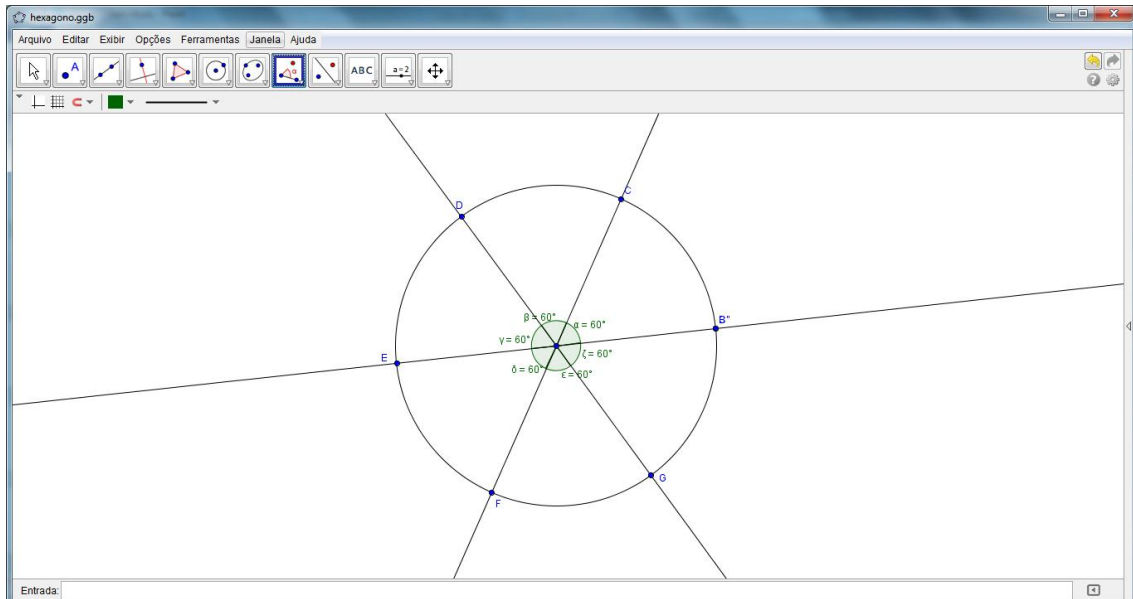 hexagono.ggb
Arquivo Editar Exibir Opções Ferramentas Janela Ajuda
A
α
ABC
a=2
D
C
β = 60°
α = 60°
B"
γ = 60°
ζ = 60°
E
δ = 60°
ε = 60°
G
F
Entrada: